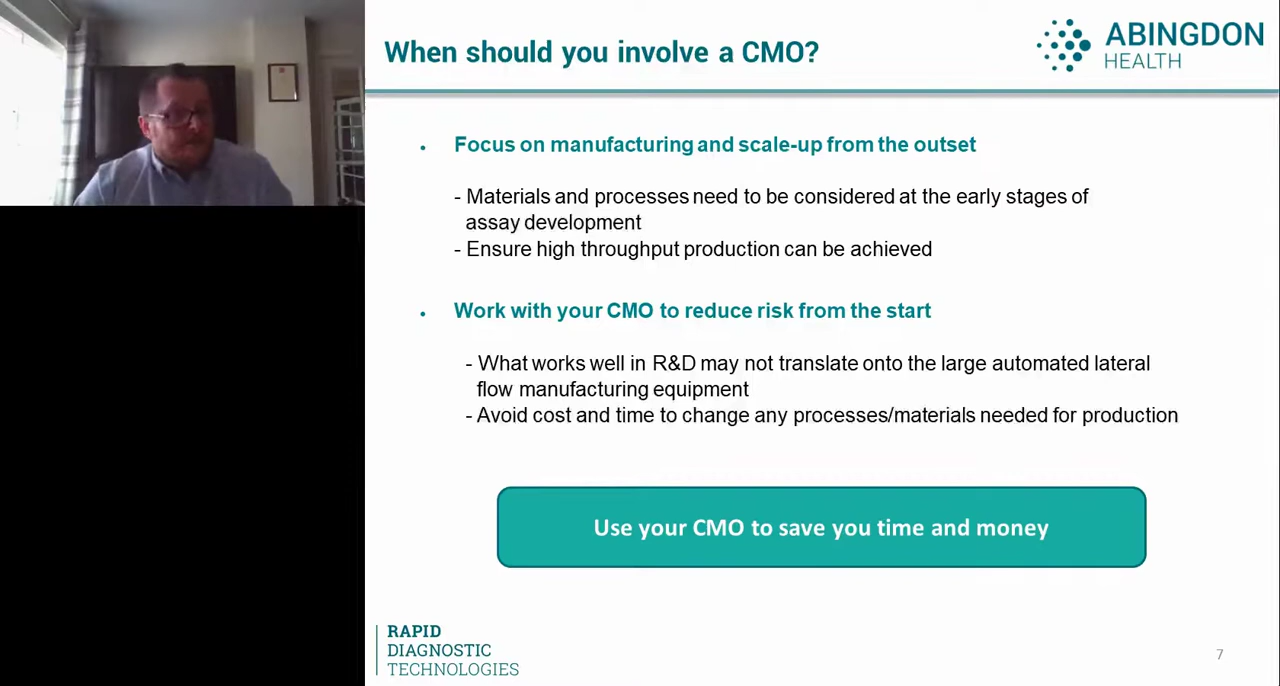 When should you involve a CMO?
ABINGDON
HEALTH
• Focus on manufacturing and scale-up from the outset
- Materials and processes need to be considered at the early stages of
assay development
- Ensure high throughput production can be achieved
• Work with your CMO to reduce risk from the start
- What works well in R&D may not translate onto the large automated lateral
flow manufacturing equipment
- Avoid cost and time to change any processes/materials needed for production
Use your CMO to save you time and money
RAPID
DIAGNOSTIC
TECHNOLOGIES
7